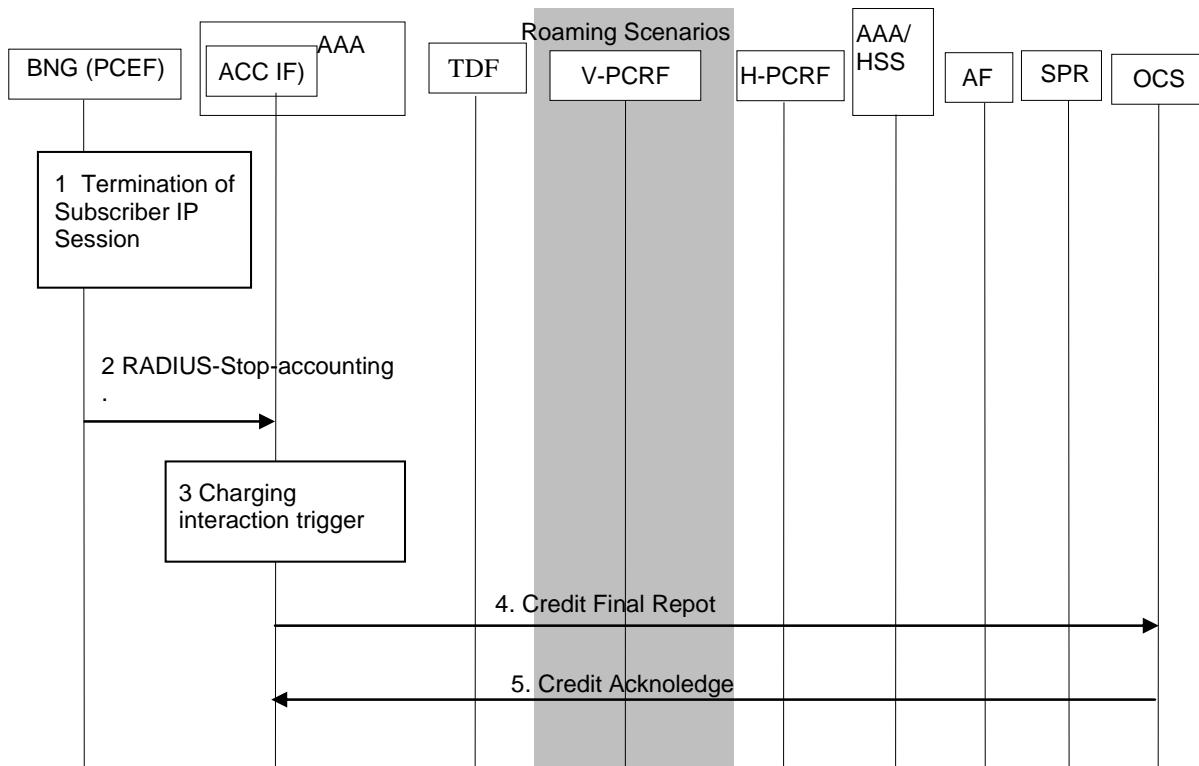 Roaming Scenarios
AAA
AAA/
HSS
BNG (PCEF)
ACC IF)
TDF
V-PCRF
H-PCRF
AF
SPR
OCS
1 Termination of
Subscriber IP
Session
2 RADIUS-Stop-accounting
.
3 Charging
interaction trigger
4. Credit Final Repot
5. Credit Acknoledge